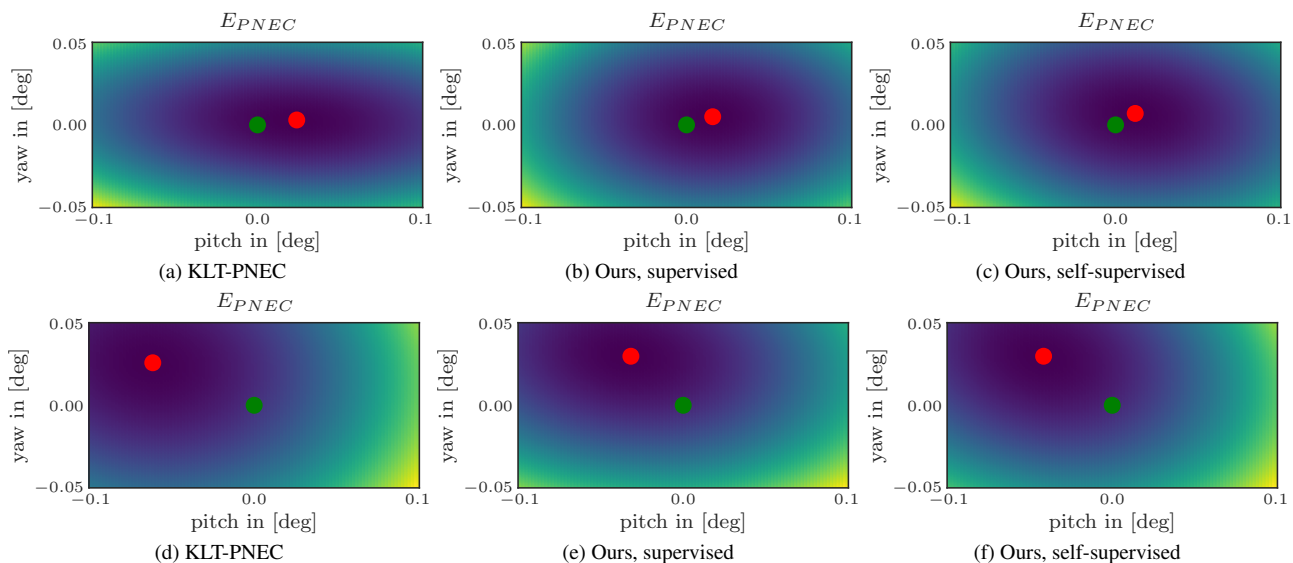 E_{PNEC} E_{PNEC} E_{PNEC}
0.05 0.05 0.05
yaw in [deg] yaw in [deg] yaw in [deg]
0.00 0.00 0.00
−0.05 −0.05 −0.05
−0.1 0.0 0.1 −0.1 0.0 0.1 −0.1 0.0 0.1
pitch in [deg] pitch in [deg] pitch in [deg]
(a) KLT-PNEC (b) Ours, supervised (c) Ours, self-supervised
E_{PNEC} E_{PNEC} E_{PNEC}
0.05 0.05 0.05
yaw in [deg] yaw in [deg] yaw in [deg]
0.00 0.00 0.00
−0.05 −0.05 −0.05
−0.1 0.0 0.1 −0.1 0.0 0.1 −0.1 0.0 0.1
pitch in [deg] pitch in [deg] pitch in [deg]
(d) KLT-PNEC (e) Ours, supervised (f) Ours, self-supervised